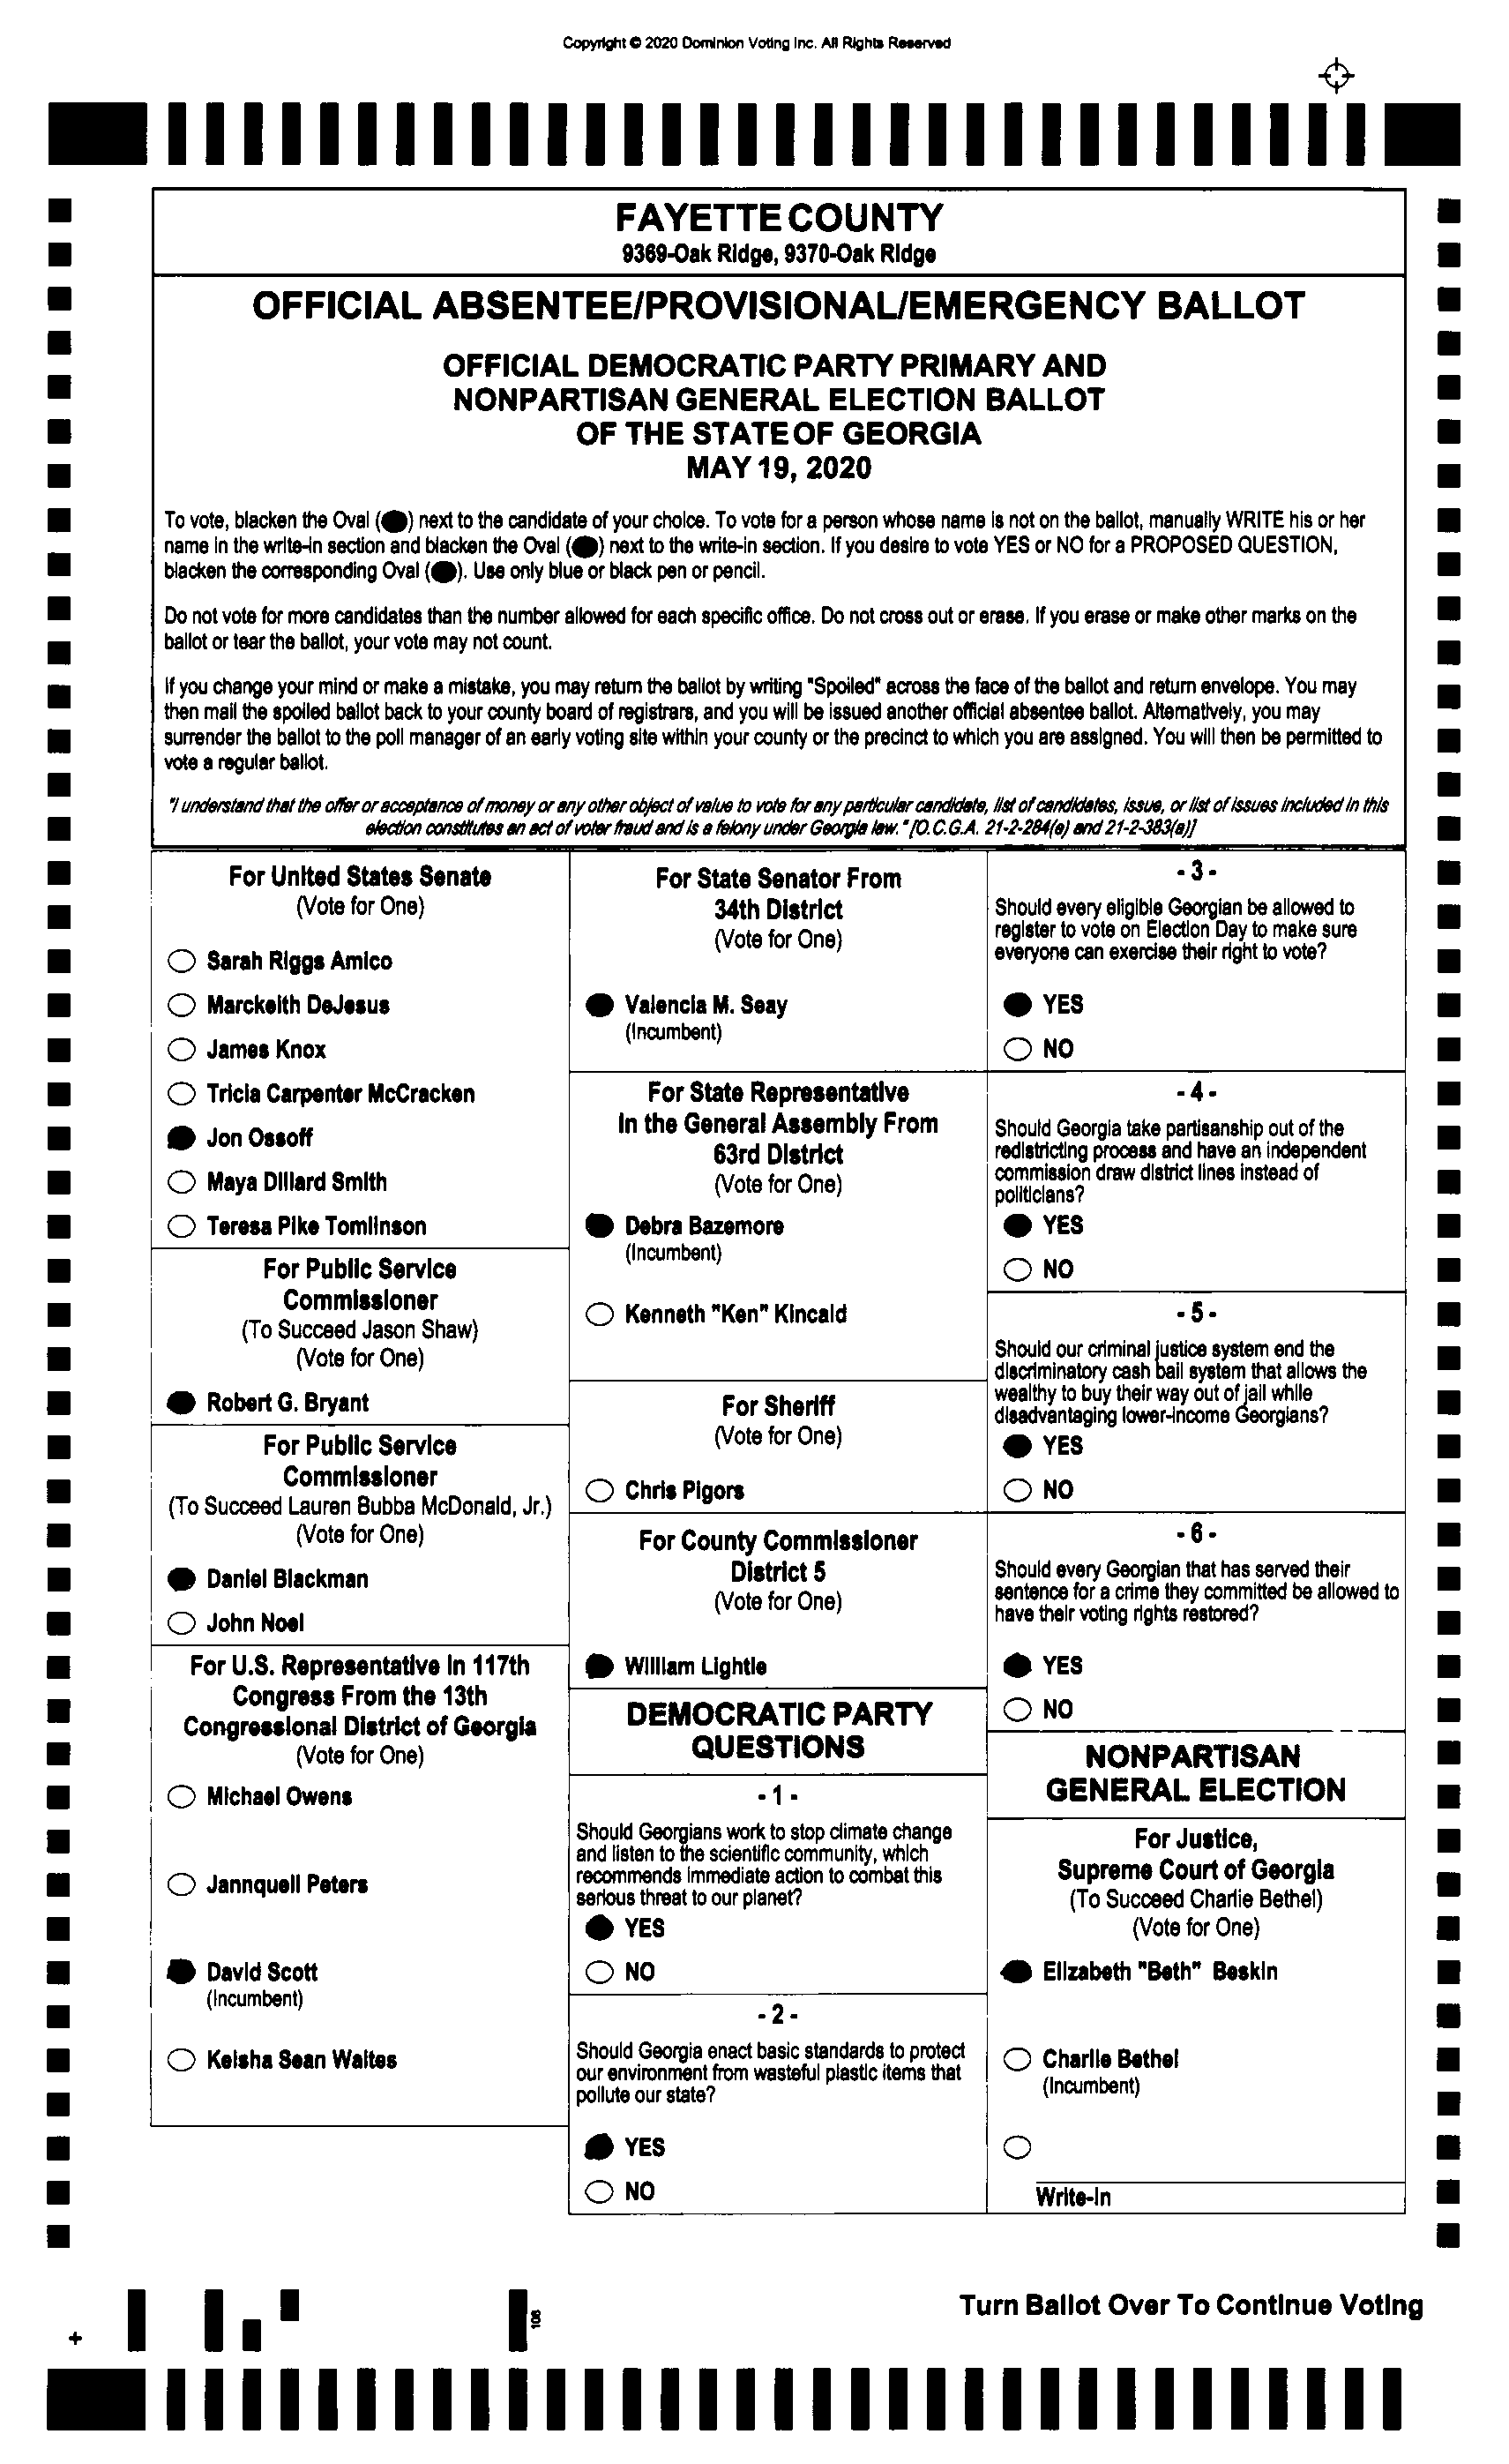 Copyright © 2020 Dominion Voting Inc. All Rights Reserved
FAYETTE COUNTY
9369-Oak Ridge, 9370-Oak Ridge
OFFICIAL ABSENTEE/PROVISIONAL/EMERGENCY BALLOT
OFFICIAL DEMOCRATIC PARTY PRIMARY AND
NONPARTISAN GENERAL ELECTION BALLOT
OF THE STATE OF GEORGIA
MAY 19, 2020
To vote, blacken the Oval ( ) next to the candidate of your choice. To vote for a person whose name is not on the ballot, manually WRITE his or her
name in the write-in section and blacken the Oval ( ) next to the write-in section. If you desire to vote YES or NO for a PROPOSED QUESTION,
blacken the corresponding Oval ( ). Use only blue or black pen or pencil.
Do not vote for more candidates than the number allowed for each specific office. Do not cross out or erase. If you erase or make other marks on the
ballot or tear the ballot, your vote may not count.
If you change your mind or make a mistake, you may return the ballot by writing "Spoiled" across the face of the ballot and return envelope. You may
then mail the spoiled ballot back to your county board of registrars, and you will be issued another official absentee ballot. Alternatively, you may
surrender the ballot to the poll manager of an early voting site within your county or the precinct to which you are assigned. You will then be permitted to
vote a regular ballot.
"I understand that the offer or acceptance of money or any other object of value to vote for any particular candidate, list of candidates, issue, or list of issues included in this
election constitutes an act of voter fraud and is a felony under Georgia law." [O.C.G.A. 21-2-284(e) and 21-2-383(a)]
For United States Senate
(Vote for One)
Sarah Riggs Amico
Marckeith DeJesus
James Knox
Tricia Carpenter McCracken
Jon Ossoff
Maya Dillard Smith
Teresa Pike Tomlinson
For Public Service
Commissioner
(To Succeed Jason Shaw)
(Vote for One)
Robert G. Bryant
For Public Service
Commissioner
(To Succeed Lauren Bubba McDonald, Jr.)
(Vote for One)
Daniel Blackman
John Noel
For U.S. Representative in 117th
Congress From the 13th
Congressional District of Georgia
(Vote for One)
Michael Owens
Jannquell Peters
David Scott
(Incumbent)
Keisha Sean Waites
For State Senator From
34th District
(Vote for One)
Valencia M. Seay
(Incumbent)
For State Representative
In the General Assembly From
63rd District
(Vote for One)
Debra Bazemore
(Incumbent)
Kenneth "Ken" Kincaid
For Sheriff
(Vote for One)
Chris Pigors
For County Commissioner
District 5
(Vote for One)
William Lightle
DEMOCRATIC PARTY
QUESTIONS
- 1 -
Should Georgians work to stop climate change
and listen to the scientific community, which
recommends immediate action to combat this
serious threat to our planet?
YES
NO
- 2 -
Should Georgia enact basic standards to protect
our environment from wasteful plastic items that
pollute our state?
YES
NO
- 3 -
Should every eligible Georgian be allowed to
register to vote on Election Day to make sure
everyone can exercise their right to vote?
YES
NO
- 4 -
Should Georgia take partisanship out of the
redistricting process and have an independent
commission draw district lines instead of
politicians?
YES
NO
- 5 -
Should our criminal justice system end the
discriminatory cash bail system that allows the
wealthy to buy their way out of jail while
disadvantaging lower-income Georgians?
YES
NO
- 6 -
Should every Georgian that has served their
sentence for a crime they committed be allowed to
have their voting rights restored?
YES
NO
NONPARTISAN
GENERAL ELECTION
For Justice,
Supreme Court of Georgia
(To Succeed Charlie Bethel)
(Vote for One)
Elizabeth "Beth" Beskin
Charlie Bethel
(Incumbent)
Write-in
Turn Ballot Over To Continue Voting
106